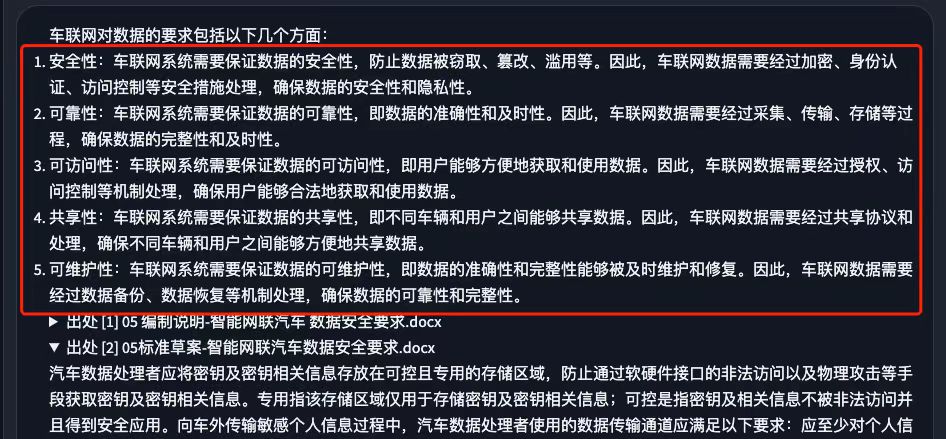 车联网对数据的要求包括以下几个方面：
1. 安全性：车联网系统需要保证数据的安全性，防止数据被窃取、篡改、滥用等。因此，车联网数据需要经过加密、身份认
证、访问控制等安全措施处理，确保数据的安全性和隐私性。
2. 可靠性：车联网系统需要保证数据的可靠性，即数据的准确性和及时性。因此，车联网数据需要经过采集、传输、存储等过
程，确保数据的完整性和及时性。
3. 可访问性：车联网系统需要保证数据的可访问性，即用户能够方便地获取和使用数据。因此，车联网数据需要经过授权、访
问控制等机制处理，确保用户能够合法地获取和使用数据。
4. 共享性：车联网系统需要保证数据的共享性，即不同车辆和用户之间能够共享数据。因此，车联网数据需要经过共享协议和
处理，确保不同车辆和用户之间能够方便地共享数据。
5. 可维护性：车联网系统需要保证数据的可维护性，即数据的准确性和完整性能够被及时维护和修复。因此，车联网数据需要
经过数据备份、数据恢复等机制处理，确保数据的可靠性和完整性。
▶ 出处 [1] 05 编制说明-智能网联汽车 数据安全要求.docx
▼ 出处 [2] 05标准草案-智能网联汽车数据安全要求.docx
汽车数据处理者应将密钥及密钥相关信息存放在可控且专用的存储区域，防止通过软硬件接口的非法访问以及物理攻击等手
段获取密钥及密钥相关信息。专用指该存储区域仅用于存储密钥及密钥相关信息；可控是指密钥及相关信息不被非法访问并
且得到安全应用。向车外传输敏感个人信息过程中，汽车数据处理者使用的数据传输通道应满足以下要求：应至少对个人信